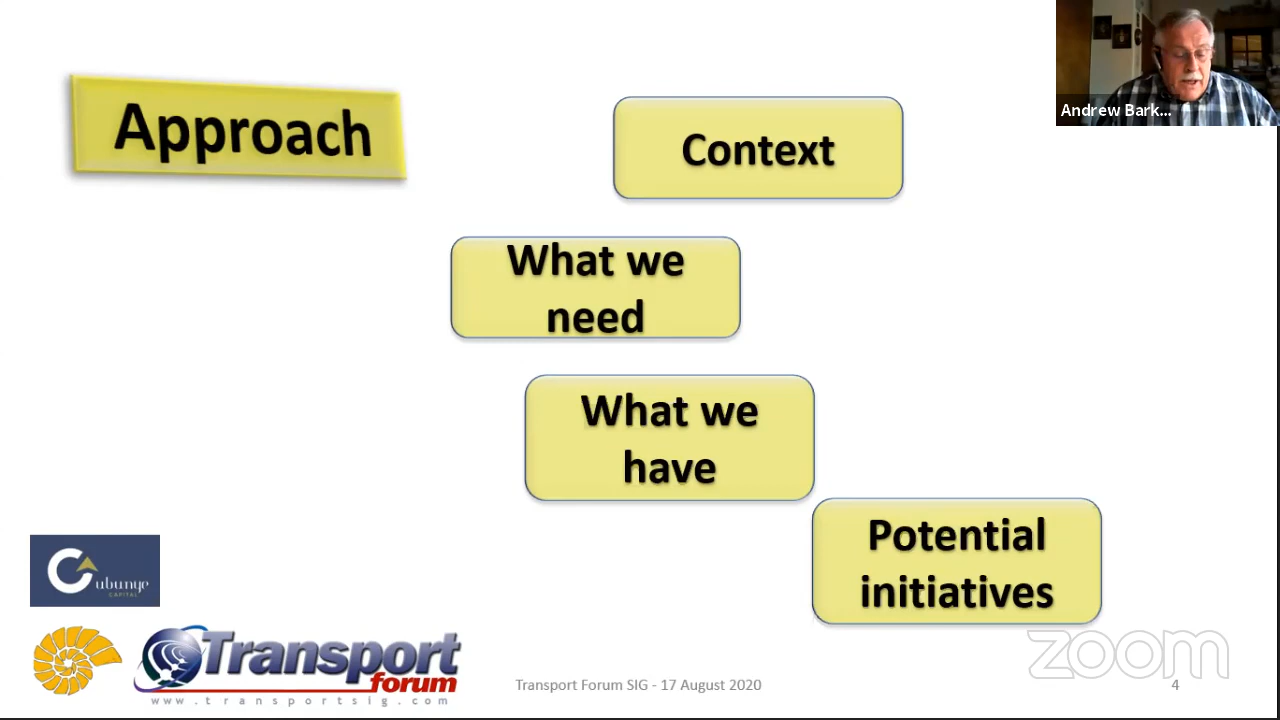 Approach
Context
Andrew Bark...
What we
need
What we
have
Potential
initiatives
ubunye
CAPITAL
Transport
forum
www.transportsig.com
Transport Forum SIG - 17 August 2020
4
zoom